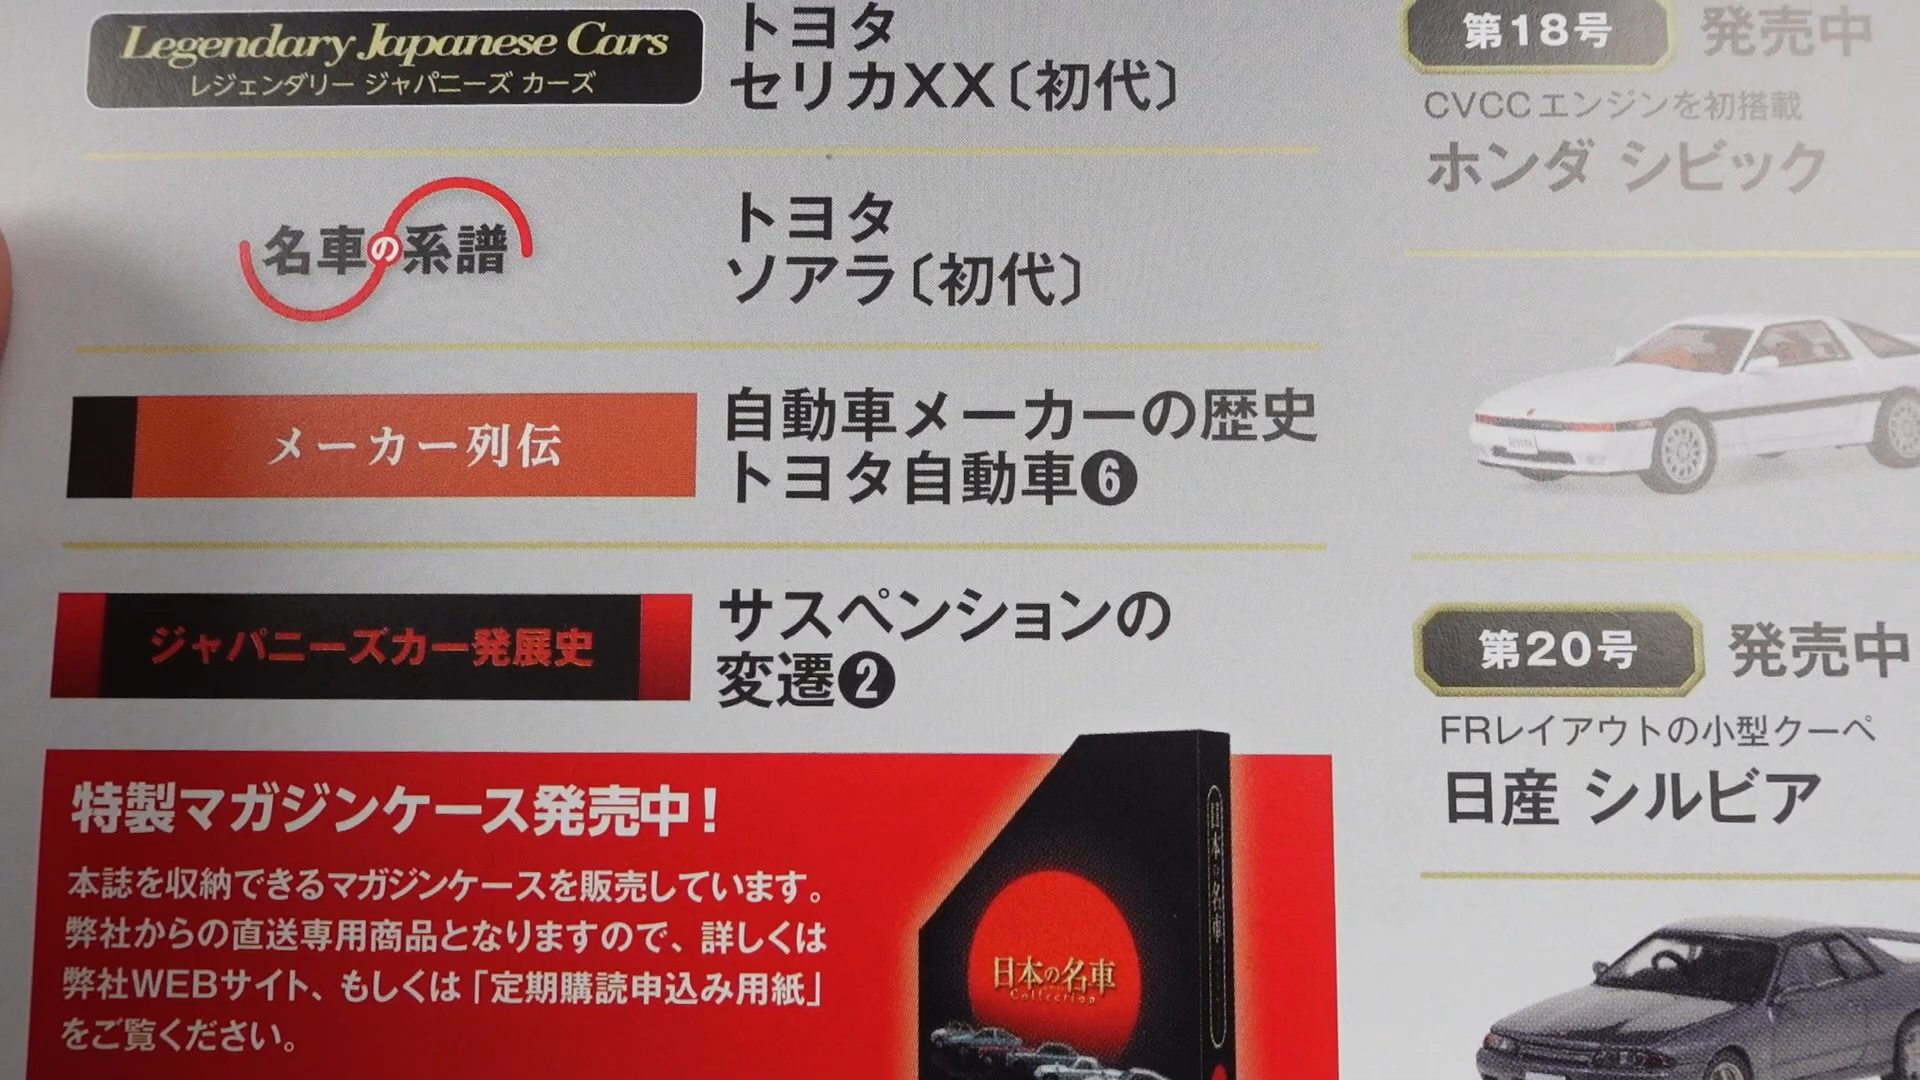 Legendary Japanese Cars
レジェンダリー ジャパニーズ カーズ
トヨタ
セリカXX〔初代〕
名車の系譜
トヨタ
ソアラ〔初代〕
メーカー列伝
自動車メーカーの歴史
トヨタ自動車❻
ジャパニーズカー発展史
サスペンションの
変遷❷
特製マガジンケース発売中！
本誌を収納できるマガジンケースを販売しています。
弊社からの直送専用商品となりますので、詳しくは
弊社WEBサイト、もしくは「定期購読申込み用紙」
をご覧ください。
日本の名車
Collection
日本の名車
第18号 発売中
CVCCエンジンを初搭載
ホンダ シビック
第20号 発売中
FRレイアウトの小型クーペ
日産 シルビア